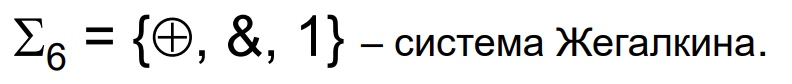 Σ₆ = {⊕, &, 1} – система Жегалкина.